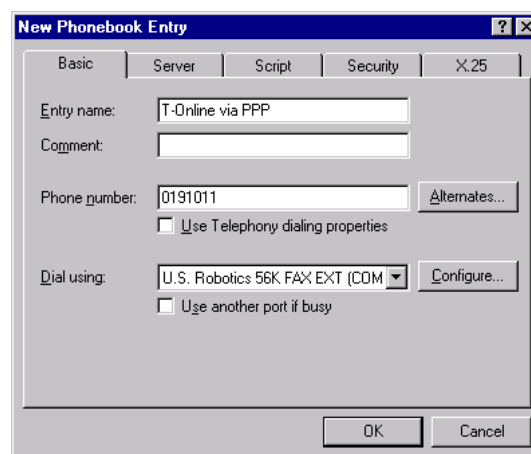 New Phonebook Entry
Basic Server Script Security X.25
Entry name: T-Online via PPP
Comment:
Phone number: 0191011 Alternates...
Use Telephony dialing properties
Dial using: U.S. Robotics 56K FAX EXT (COM Configure...
Use another port if busy
OK Cancel